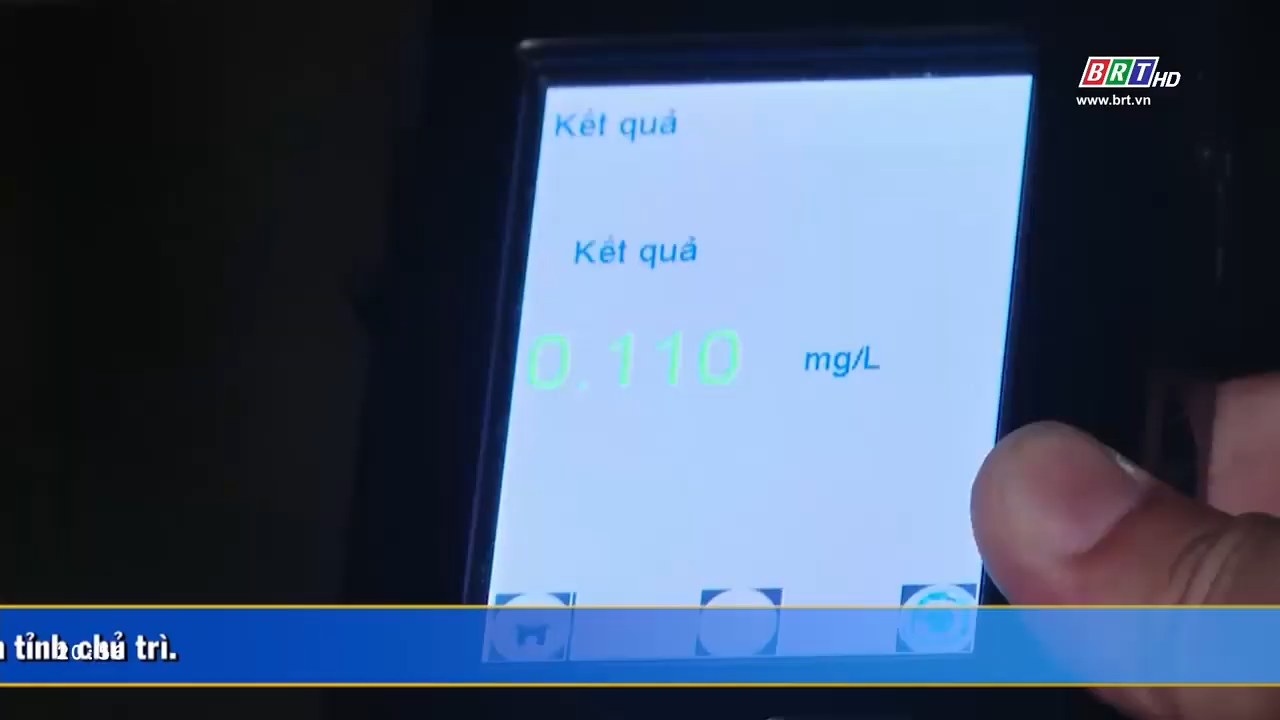 BRT HD
www.brt.vn
Kết quả
Kết quả
0.110 mg/L
tỉnh chủ trì.